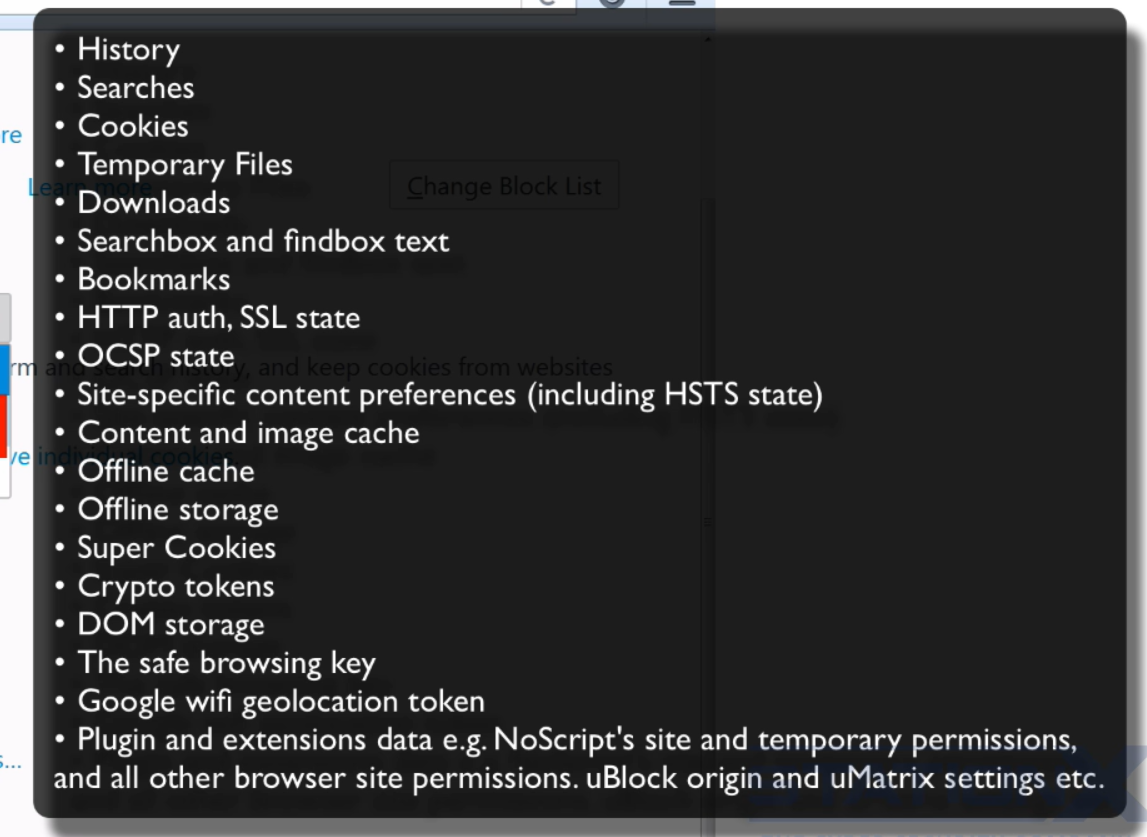 • History
• Searches
• Cookies
re
• Temporary Files
Learn more
Change Block List
• Downloads
• Searchbox and findbox text
• Bookmarks
• HTTP auth, SSL state
• OCSP state
rm and search history, and keep cookies from websites
• Site-specific content preferences (including HSTS state)
• Content and image cache
ve individual cookies
• Offline cache
• Offline storage
• Super Cookies
• Crypto tokens
• DOM storage
• The safe browsing key
• Google wifi geolocation token
• Plugin and extensions data e.g. NoScript's site and temporary permissions,
s...
and all other browser site permissions. uBlock origin and uMatrix settings etc.